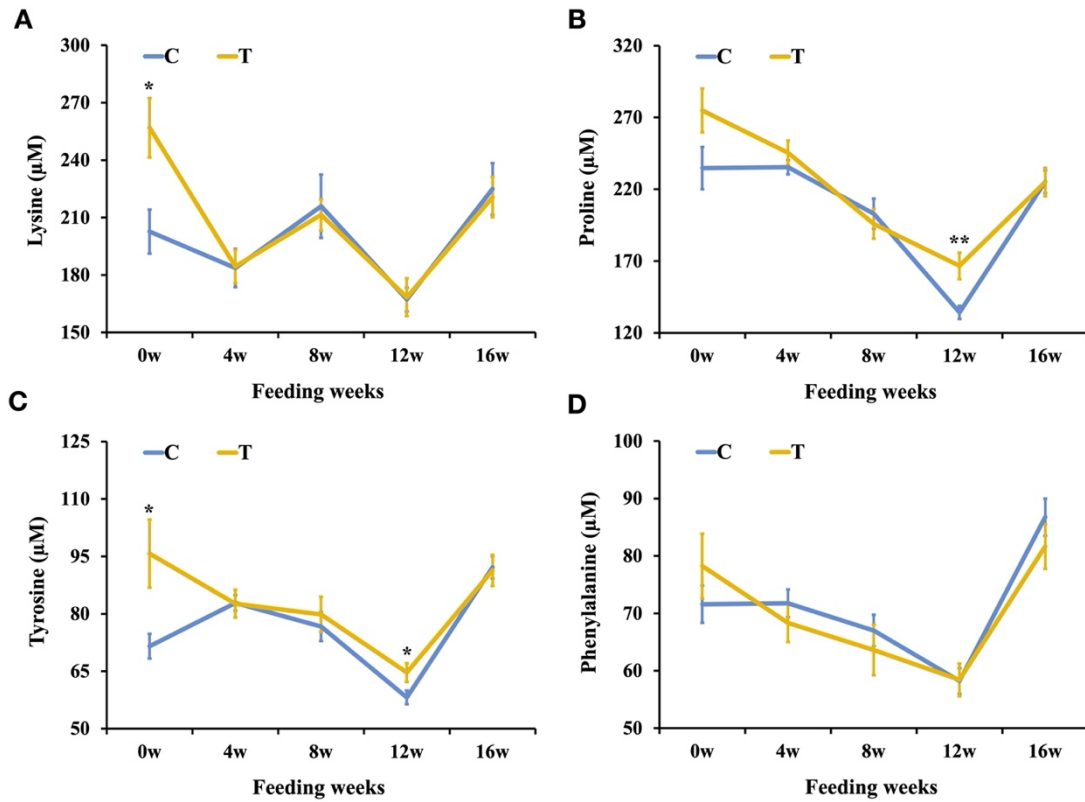 A
Lysine (µM)
300
270
240
210
180
150
C T
*
0w 4w 8w 12w 16w
Feeding weeks
B
Proline (µM)
320
270
220
170
120
C T
**
0w 4w 8w 12w 16w
Feeding weeks
C
Tyrosine (µM)
125
110
95
80
65
50
C T
*
*
0w 4w 8w 12w 16w
Feeding weeks
D
Phenylalanine (µM)
100
90
80
70
60
50
C T
0w 4w 8w 12w 16w
Feeding weeks